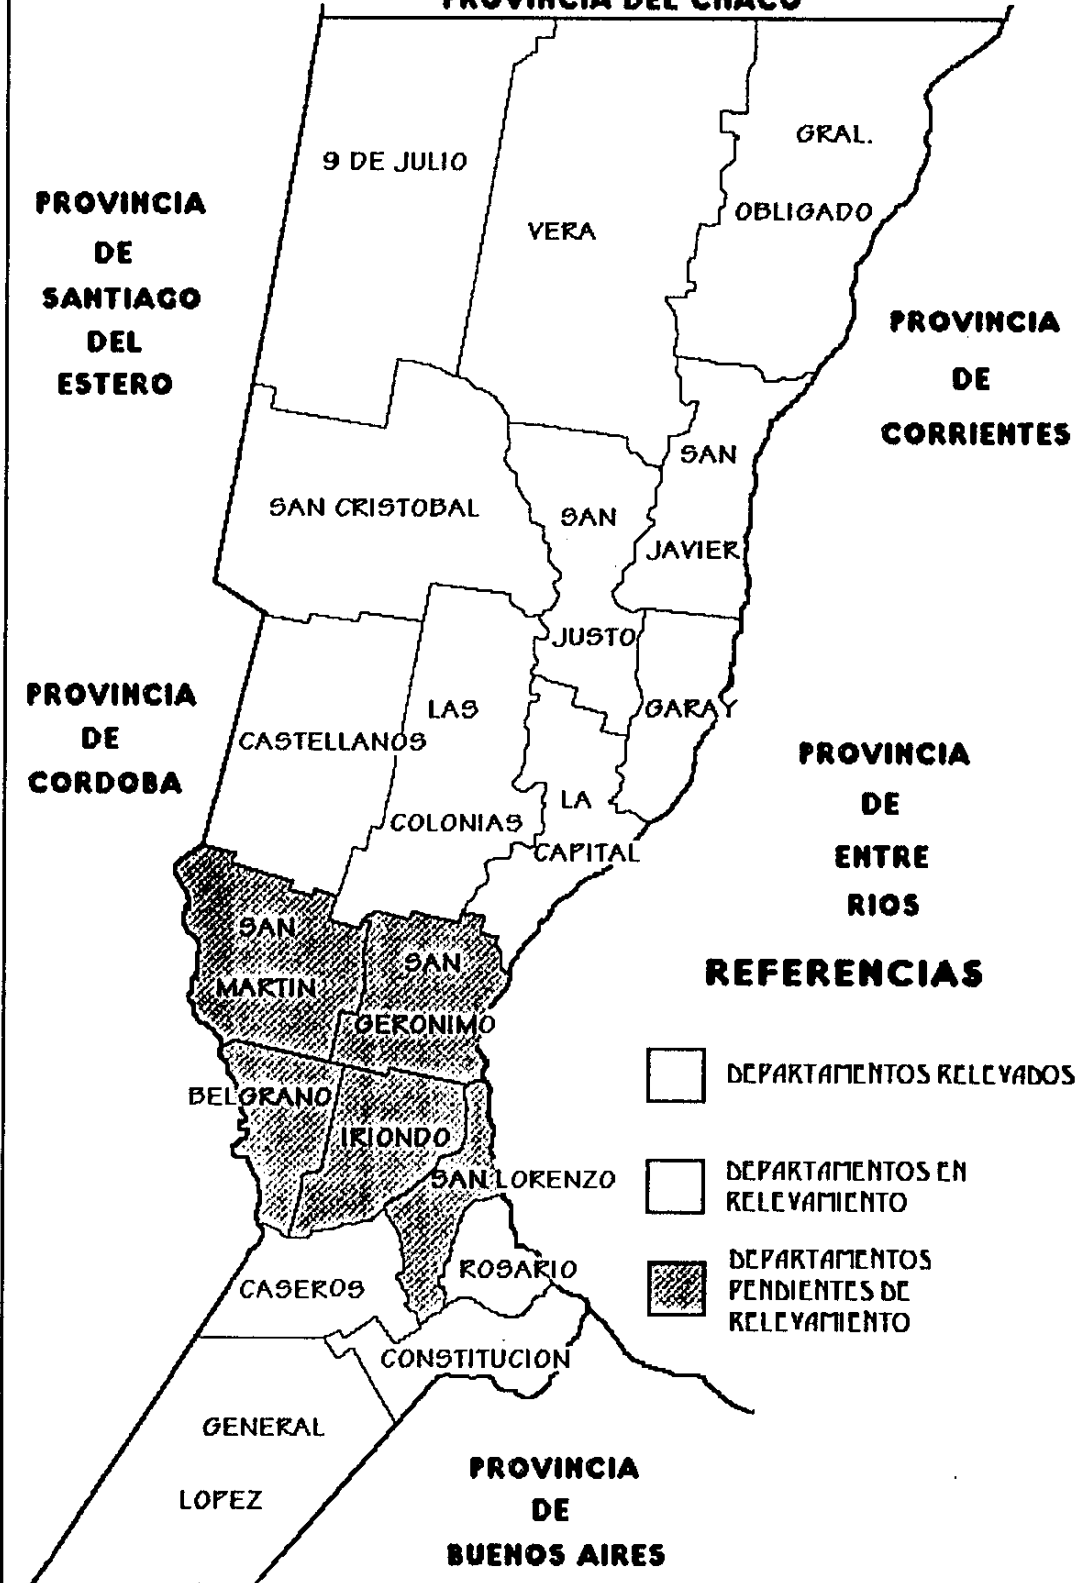 PROVINCIA DEL CHACO
9 DE JULIO
VERA
GRAL.
OBLIGADO
PROVINCIA
DE
SANTIAGO
DEL
ESTERO
PROVINCIA
DE
CORRIENTES
SAN CRISTOBAL
SAN
JUSTO
SAN
JAVIER
PROVINCIA
DE
CORDOBA
CASTELLANOS
LAS
COLONIAS
GARAY
LA
CAPITAL
PROVINCIA
DE
ENTRE
RIOS
SAN
MARTIN
SAN
GERONIMO
BELGRANO
IRIONDO
SAN LORENZO
CASEROS
ROSARIO
CONSTITUCION
GENERAL
LOPEZ
PROVINCIA
DE
BUENOS AIRES
REFERENCIAS
DEPARTAMENTOS RELEVADOS
DEPARTAMENTOS EN
RELEVAMIENTO
DEPARTAMENTOS
PENDIENTES DE
RELEVAMIENTO